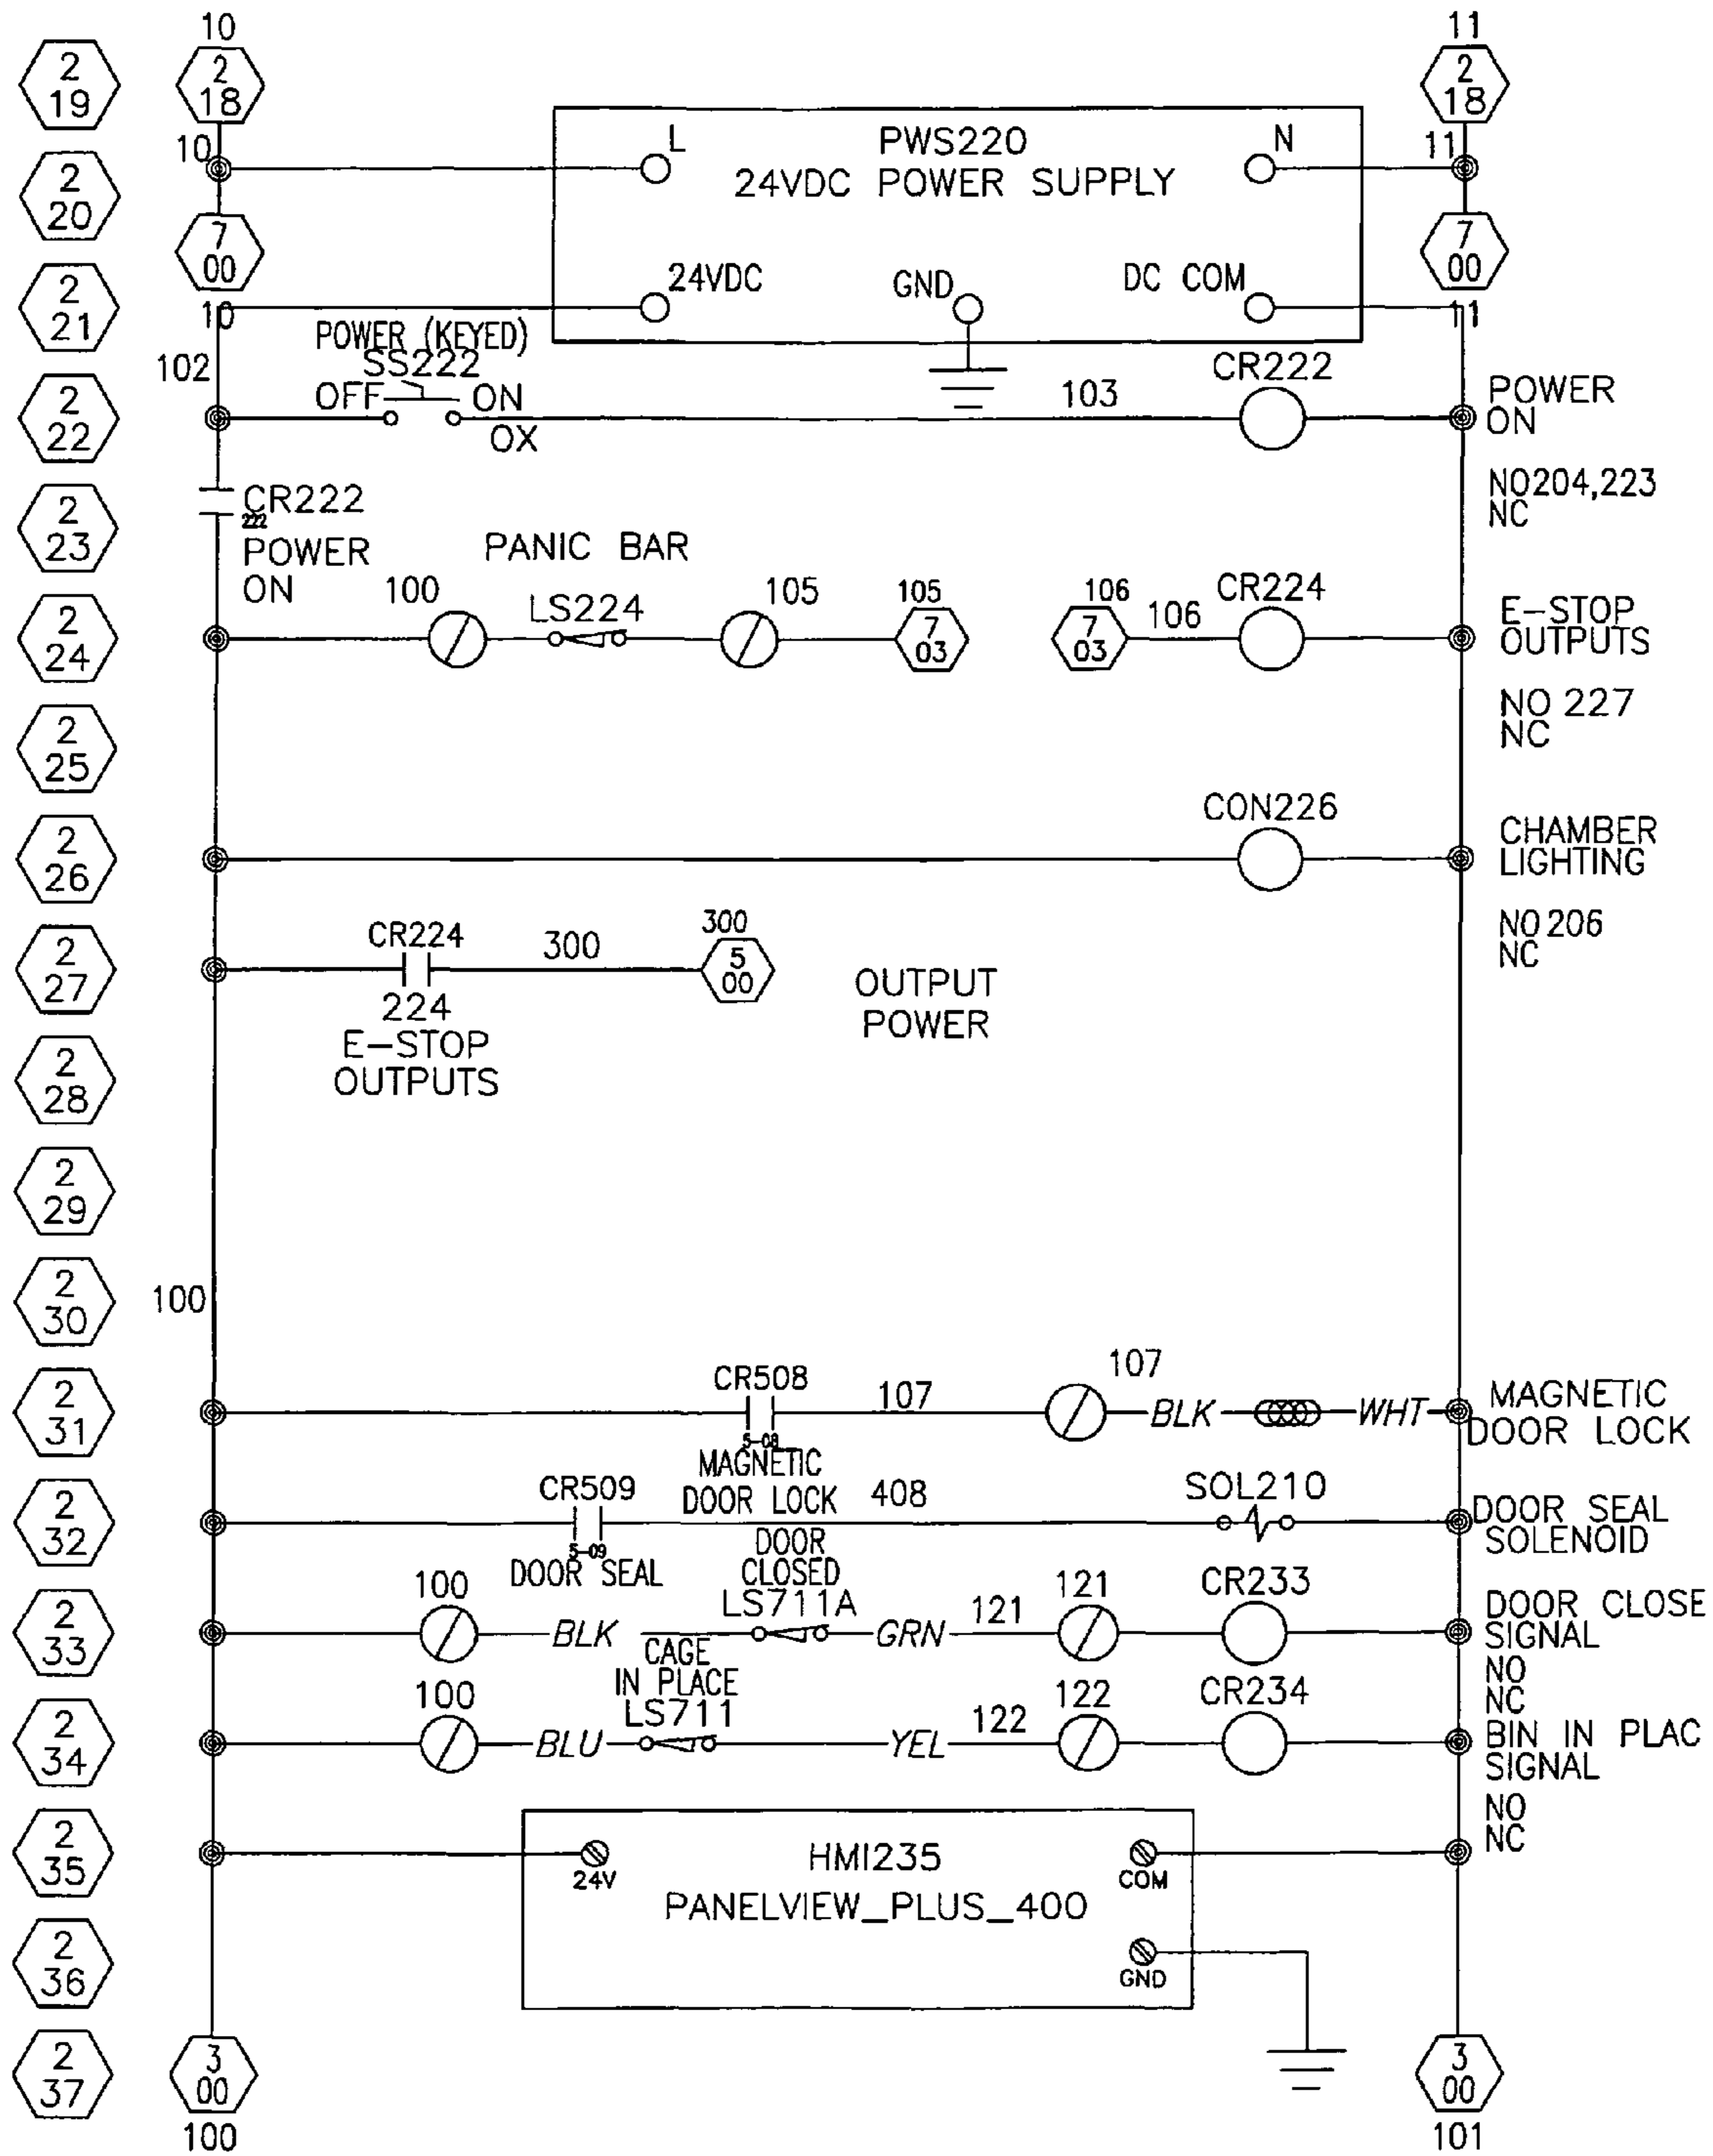 10
11
2
19
2
18
2
18
10
L
PWS220
N
11
24VDC POWER SUPPLY
2
20
7
00
7
00
24VDC
GND
DC COM
2
21
10
11
POWER (KEYED)
SS222
102
OFF
ON
OX
103
CR222
POWER
ON
2
22
CR222
222
POWER
ON
NO204,223
NC
2
23
PANIC BAR
100
LS224
105
105
7
03
106
7
03
106
CR224
E-STOP
OUTPUTS
2
24
NO 227
NC
2
25
CON226
CHAMBER
LIGHTING
2
26
NO 206
NC
CR224
300
300
5
00
2
27
224
E-STOP
OUTPUTS
OUTPUT
POWER
2
28
2
29
2
30
100
CR508
107
107
BLK
WHT
MAGNETIC
DOOR LOCK
2
31
5-08
MAGNETIC
DOOR LOCK
CR509
408
SOL210
DOOR SEAL
SOLENOID
2
32
5-09
DOOR SEAL
DOOR
CLOSED
LS711A
100
BLK
GRN
121
121
CR233
DOOR CLOSE
SIGNAL
2
33
NO
NC
CAGE
IN PLACE
LS711
100
BLU
YEL
122
122
CR234
BIN IN PLAC
SIGNAL
2
34
NO
NC
2
35
24V
HMI235
COM
PANELVIEW_PLUS_400
2
36
GND
2
37
3
00
3
00
100
101